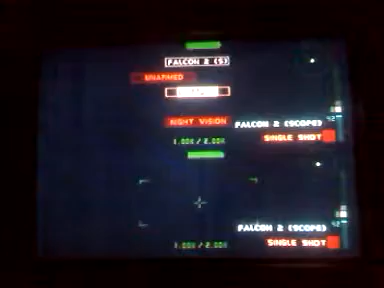 FALCON 2 (S)
UNARMED
NIGHT VISION
FALCON 2 (SCOPE)
1.00X / 2.00X
SINGLE SHOT
FALCON 2 (SCOPE)
1.00X / 2.00X
SINGLE SHOT